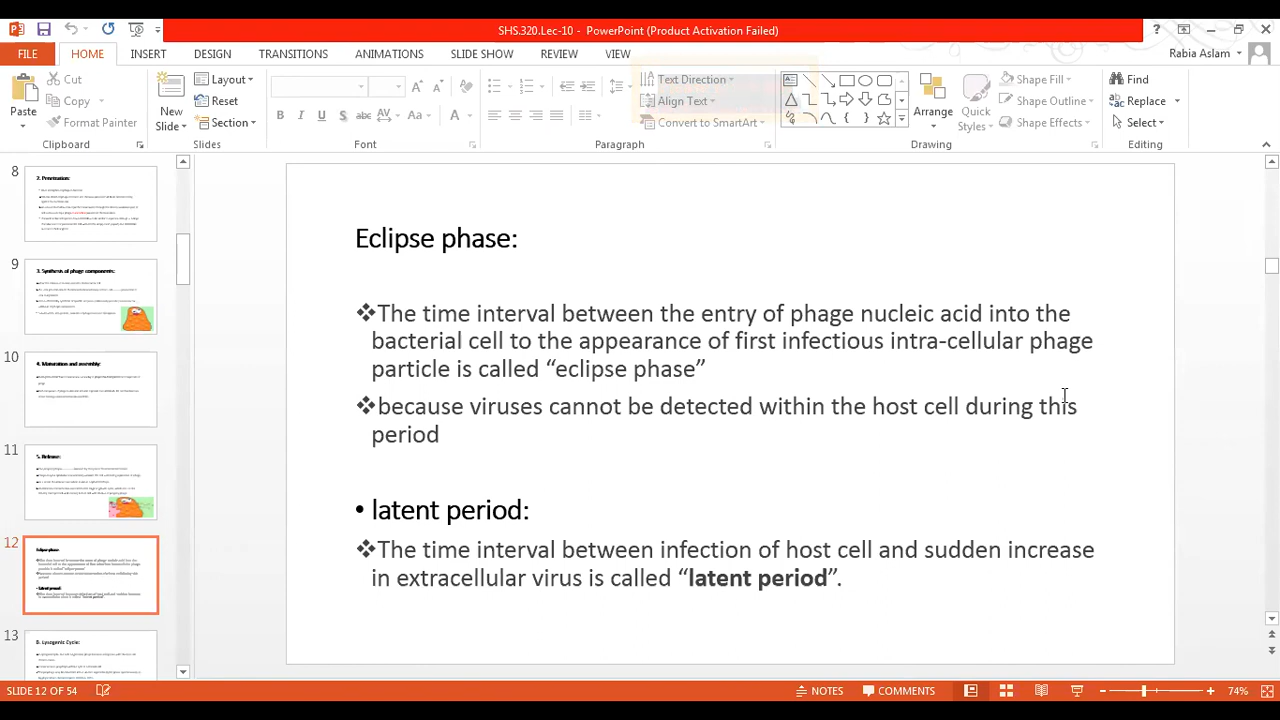 SHS.320.Lec-10 - PowerPoint (Product Activation Failed)
FILE HOME INSERT DESIGN TRANSITIONS ANIMATIONS SLIDE SHOW REVIEW VIEW Rabia Aslam
Paste
Cut
Copy
Format Painter
Clipboard
New Slide
Layout
Reset
Section
Slides
Font
Text Direction
Align Text
Convert to SmartArt
Paragraph
Arrange
Quick Styles
Shape Fill
Shape Outline
Shape Effects
Drawing
Find
Replace
Select
Editing
8
2. Penetration:
9
3. Synthesis of phage components:
10
4. Maturation and assembly:
11
5. Release:
12
Eclipse phase:
latent period:
13
B. Lysogenic Cycle:
Eclipse phase:
❖The time interval between the entry of phage nucleic acid into the
bacterial cell to the appearance of first infectious intra-cellular phage
particle is called “eclipse phase”
❖because viruses cannot be detected within the host cell during this
period
• latent period:
❖The time interval between infection of host cell and sudden increase
in extracellular virus is called “latent period”.
SLIDE 12 OF 54
NOTES COMMENTS 74%